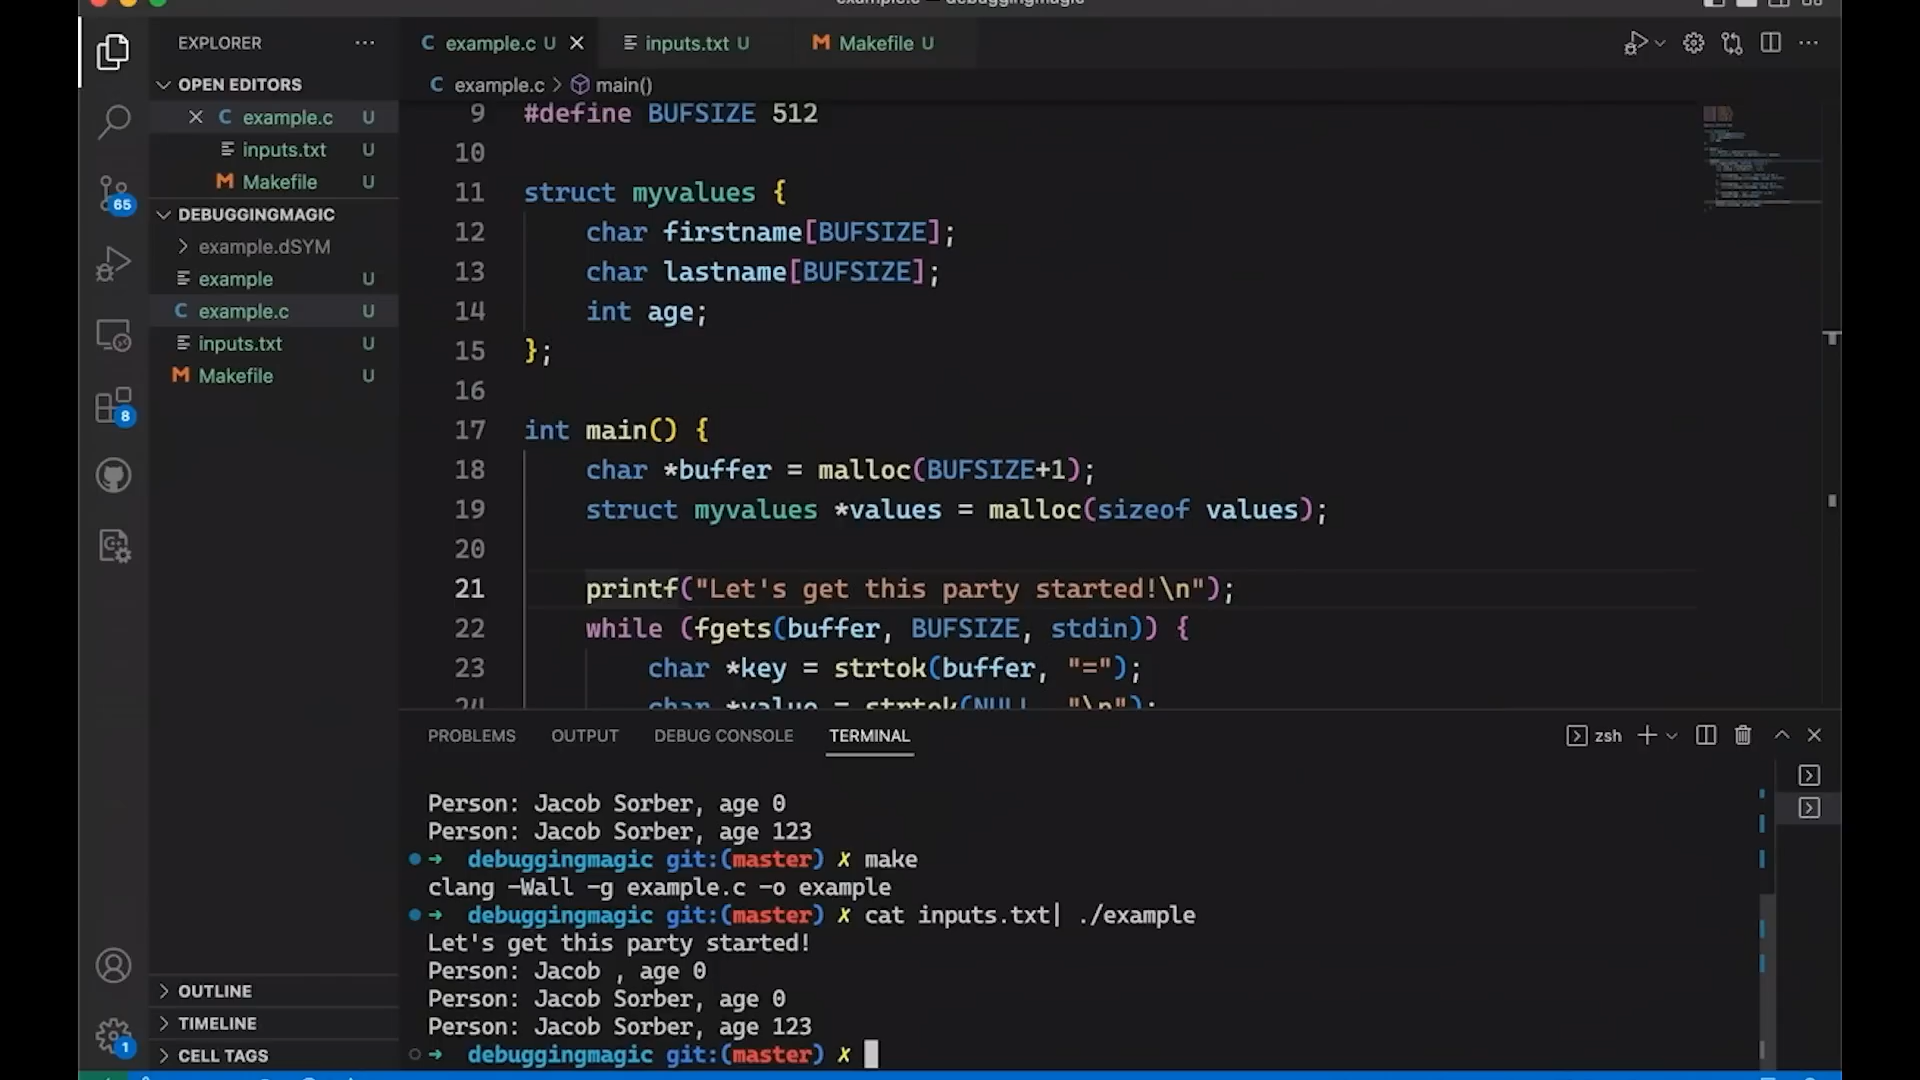 example.c — debuggingmagic
EXPLORER
OPEN EDITORS
example.c U
inputs.txt U
Makefile U
DEBUGGINGMAGIC
example.dSYM
example U
example.c U
inputs.txt U
Makefile U
OUTLINE
TIMELINE
CELL TAGS
65
8
1
C example.c U
inputs.txt U
M Makefile U
C example.c > main()
9 #define BUFSIZE 512
10
11 struct myvalues {
12 char firstname[BUFSIZE];
13 char lastname[BUFSIZE];
14 int age;
15 };
16
17 int main() {
18 char *buffer = malloc(BUFSIZE+1);
19 struct myvalues *values = malloc(sizeof values);
20
21 printf("Let's get this party started!\n");
22 while (fgets(buffer, BUFSIZE, stdin)) {
23 char *key = strtok(buffer, "=");
24 char *value = strtok(NULL, "\n");
PROBLEMS OUTPUT DEBUG CONSOLE TERMINAL
zsh
Person: Jacob Sorber, age 0
Person: Jacob Sorber, age 123
➜ debuggingmagic git:(master) ✗ make
clang -Wall -g example.c -o example
➜ debuggingmagic git:(master) ✗ cat inputs.txt| ./example
Let's get this party started!
Person: Jacob , age 0
Person: Jacob Sorber, age 0
Person: Jacob Sorber, age 123
➜ debuggingmagic git:(master) ✗